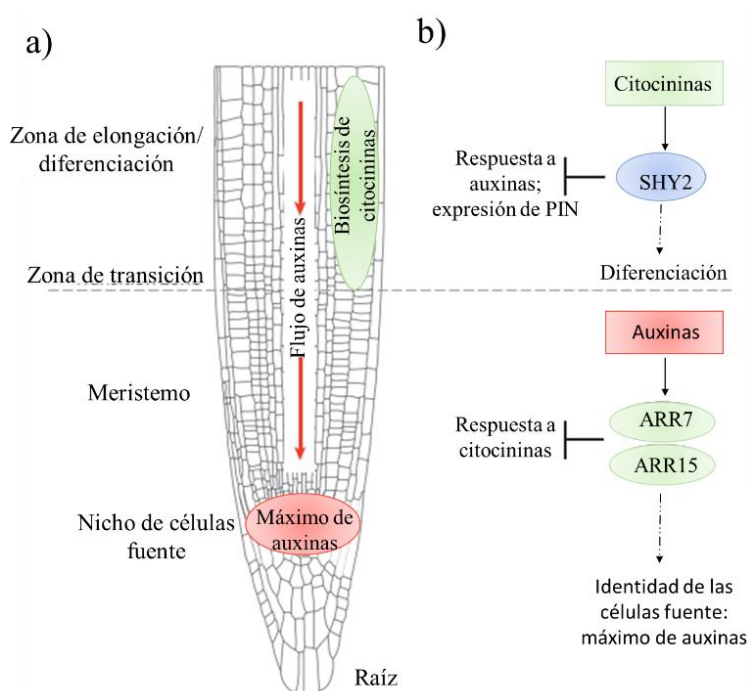 a)
Zona de elongación/
diferenciación
Zona de transición
Meristemo
Nicho de células
fuente
Flujo de auxinas
Biosíntesis de
citocininas
Máximo de
auxinas
Raíz
b)
Citocininas
Respuesta a
auxinas;
expresión de PIN
SHY2
Diferenciación
Auxinas
Respuesta a
citocininas
ARR7
ARR15
Identidad de las
células fuente:
máximo de auxinas